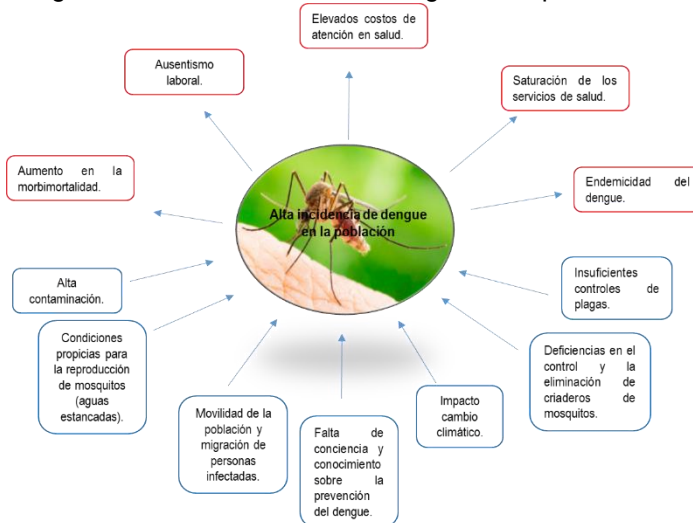 Elevados costos de
atención en salud.
Ausentismo
laboral.
Saturación de los
servicios de salud.
Aumento en la
morbimortalidad.
Endemicidad del
dengue.
Alta incidencia de dengue
en la población
Alta
contaminación.
Insuficientes
controles de
plagas.
Condiciones
propicias para
la reproducción
de mosquitos
(aguas
estancadas).
Deficiencias en el
control y la
eliminación de
criaderos de
mosquitos.
Movilidad de la
población y
migración de
personas
infectadas.
Falta de
conciencia y
conocimiento
sobre la
prevención
del dengue.
Impacto
cambio
climático.